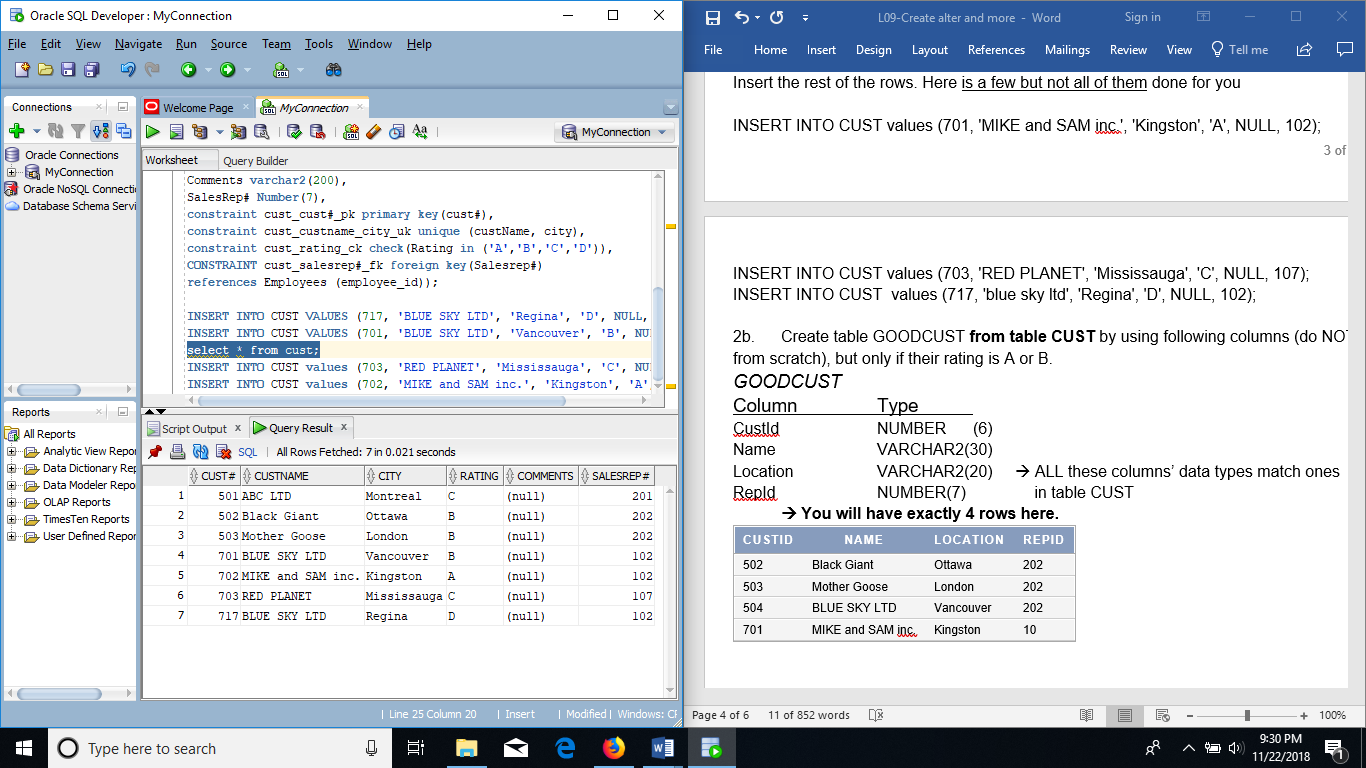 Oracle SQL Developer : MyConnection
File Edit View Navigate Run Source Team Tools Window Help
Connections
Oracle Connections
MyConnection
Oracle NoSQL Connecti
Database Schema Servi
Reports
All Reports
Analytic View Repor
Data Dictionary Rep
Data Modeler Repo
OLAP Reports
TimesTen Reports
User Defined Repor
Welcome Page
MyConnection
MyConnection
Worksheet Query Builder
Comments varchar2(200),
SalesRep# Number(7),
constraint cust_cust#_pk primary key(cust#),
constraint cust_custname_city_uk unique (custName, city),
constraint cust_rating_ck check(Rating in ('A','B','C','D')),
CONSTRAINT cust_salesrep#_fk foreign key(Salesrep#)
references Employees (employee_id));
INSERT INTO CUST VALUES (717, 'BLUE SKY LTD', 'Regina', 'D', NULL,
INSERT INTO CUST VALUES (701, 'BLUE SKY LTD', 'Vancouver', 'B', NU
select * from cust;
INSERT INTO CUST values (703, 'RED PLANET', 'Mississauga', 'C', NU
INSERT INTO CUST values (702, 'MIKE and SAM inc.', 'Kingston', 'A'
Script Output x Query Result x
SQL | All Rows Fetched: 7 in 0.021 seconds
CUST# CUSTNAME CITY RATING COMMENTS SALESREP#
1 501 ABC LTD Montreal C (null) 201
2 502 Black Giant Ottawa B (null) 202
3 503 Mother Goose London B (null) 202
4 701 BLUE SKY LTD Vancouver B (null) 102
5 702 MIKE and SAM inc. Kingston A (null) 102
6 703 RED PLANET Mississauga C (null) 107
7 717 BLUE SKY LTD Regina D (null) 102
| Line 25 Column 20 | Insert | Modified | Windows: CR
L09-Create alter and more - Word Sign in
File Home Insert Design Layout References Mailings Review View Tell me
Insert the rest of the rows. Here is a few but not all of them done for you
INSERT INTO CUST values (701, 'MIKE and SAM inc.', 'Kingston', 'A', NULL, 102);
3 of
INSERT INTO CUST values (703, 'RED PLANET', 'Mississauga', 'C', NULL, 107);
INSERT INTO CUST values (717, 'blue sky ltd', 'Regina', 'D', NULL, 102);
2b. Create table GOODCUST from table CUST by using following columns (do NO
from scratch), but only if their rating is A or B.
GOODCUST
Column Type
CustId NUMBER (6)
Name VARCHAR2(30)
Location VARCHAR2(20) → ALL these columns' data types match ones
RepId NUMBER(7) in table CUST
→ You will have exactly 4 rows here.
CUSTID NAME LOCATION REPID
502 Black Giant Ottawa 202
503 Mother Goose London 202
504 BLUE SKY LTD Vancouver 202
701 MIKE and SAM inc. Kingston 10
Page 4 of 6 11 of 852 words 100%
Type here to search
9:30 PM
11/22/2018
1